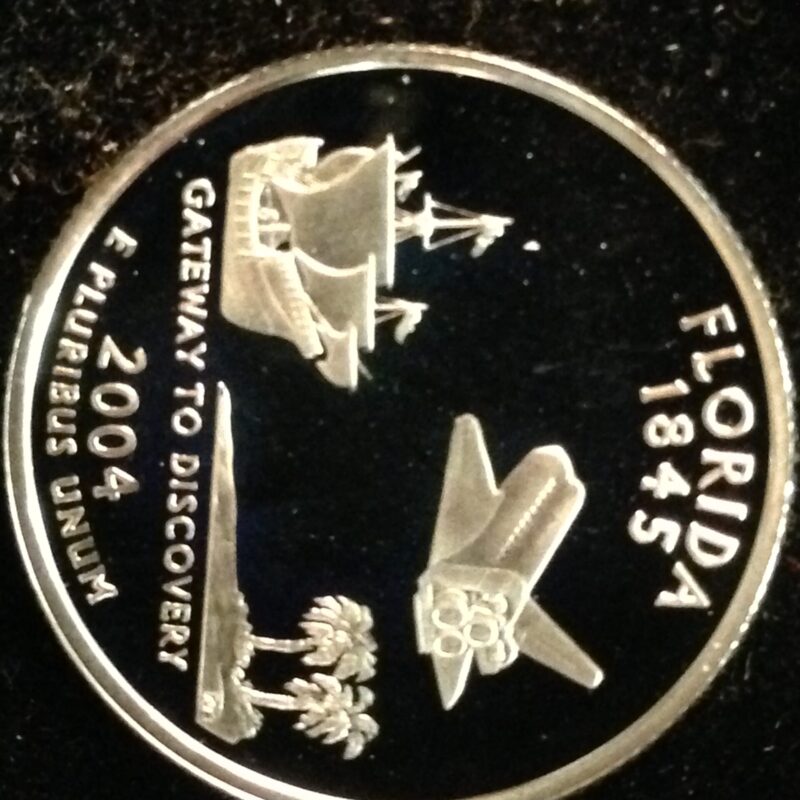 FLORIDA
1845
GATEWAY TO DISCOVERY
2004
E PLURIBUS UNUM